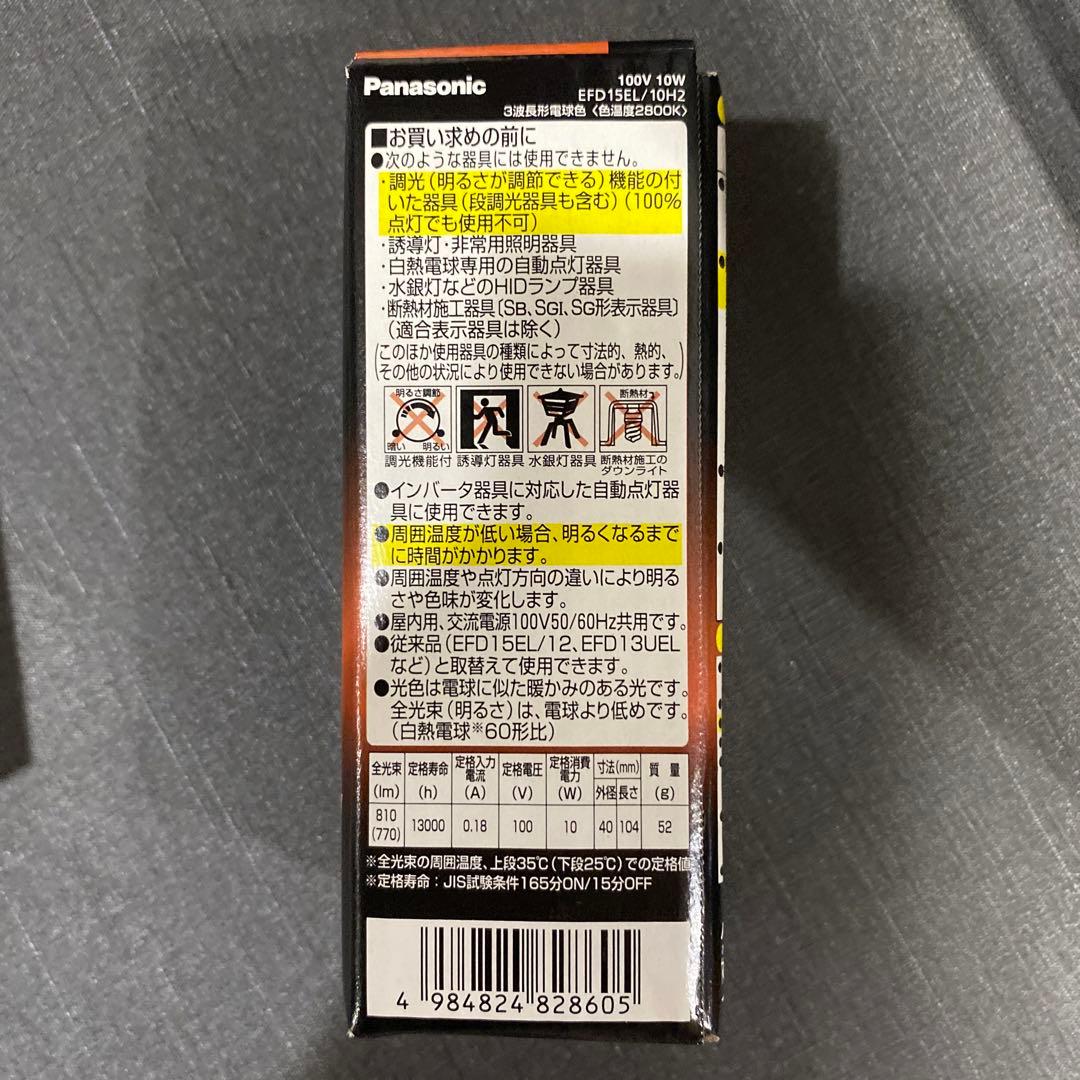 Panasonic
100V 10W
EFD15EL/10H2
3波長形電球色〈色温度2800K〉
■お買い求めの前に
●次のような器具には使用できません。
・調光(明るさが調節できる)機能の付
いた器具(段調光器具も含む)(100%
点灯でも使用不可)
・誘導灯・非常用照明器具
・白熱電球専用の自動点灯器具
・水銀灯などのHIDランプ器具
・断熱材施工器具〔SB、SGI、SG形表示器具〕
(適合表示器具は除く)
(このほか使用器具の種類によって寸法的、熱的、
その他の状況により使用できない場合があります。)
明るさ調節
暗い 明るい
断熱材
調光機能付 誘導灯器具 水銀灯器具 断熱材施工の
ダウンライト
●インバータ器具に対応した自動点灯器
具に使用できます。
●周囲温度が低い場合、明るくなるまで
に時間がかかります。
●周囲温度や点灯方向の違いにより明る
さや色味が変化します。
●屋内用、交流電源100V50/60Hz共用です。
●従来品(EFD15EL/12、EFD13UEL
など)と取替えて使用できます。
●光色は電球に似た暖かみのある光です。
全光束(明るさ)は、電球より低めです。
(白熱電球※60形比)
全光束 定格寿命 定格入力 定格電圧 定格消費 寸法(mm) 質量
電流 電力
(lm) (h) (A) (V) (W) 外径 長さ (g)
810 13000 0.18 100 10 40 104 52
(770)
※全光束の周囲温度、上段35℃(下段25℃)での定格値
※定格寿命:JIS試験条件165分ON/15分OFF
4 984824 828605